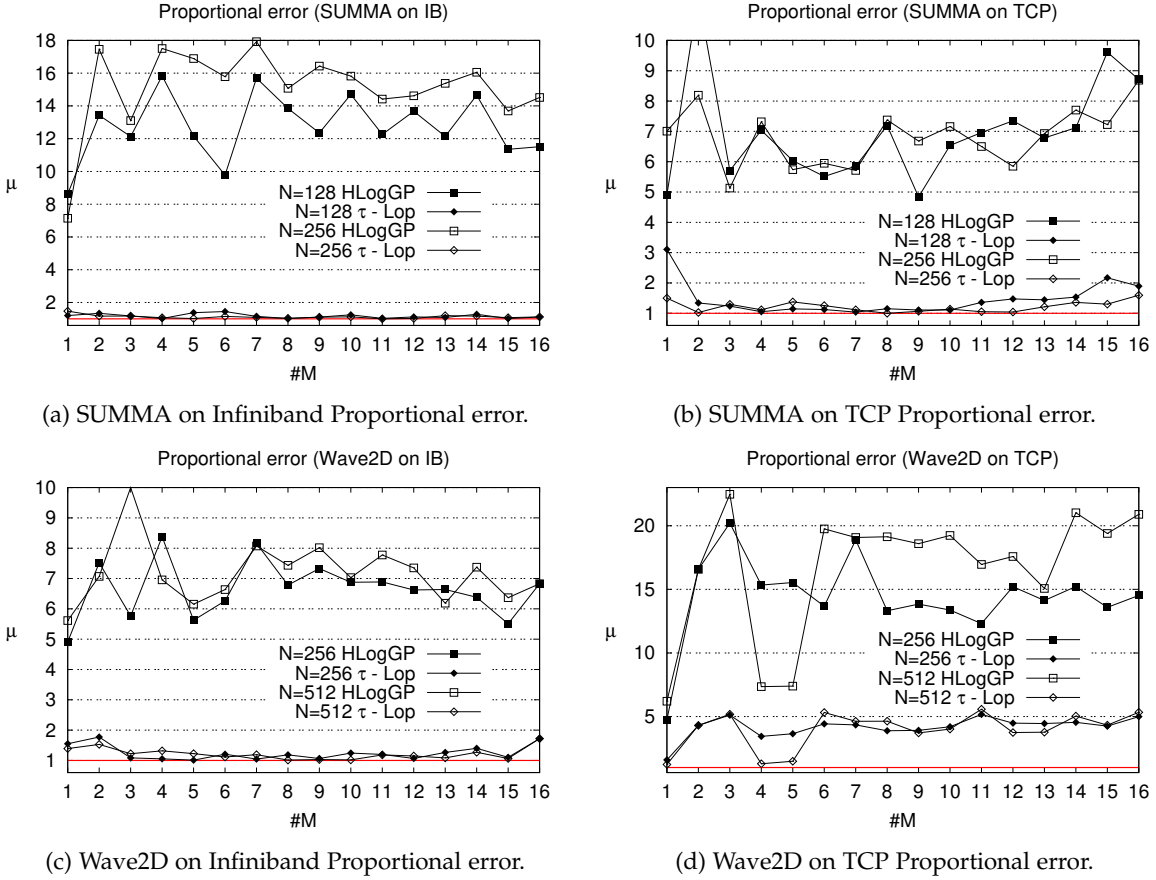 Proportional error (SUMMA on IB)
18
16
14
12
10
8
6
4
2
μ
N=128 HLogGP
N=128 τ - Lop
N=256 HLogGP
N=256 τ - Lop
1 2 3 4 5 6 7 8 9 10 11 12 13 14 15 16
#M
(a) SUMMA on Infiniband Proportional error.
Proportional error (SUMMA on TCP)
10
9
8
7
6
5
4
3
2
1
μ
N=128 HLogGP
N=128 τ - Lop
N=256 HLogGP
N=256 τ - Lop
1 2 3 4 5 6 7 8 9 10 11 12 13 14 15 16
#M
(b) SUMMA on TCP Proportional error.
Proportional error (Wave2D on IB)
10
9
8
7
6
5
4
3
2
1
μ
N=256 HLogGP
N=256 τ - Lop
N=512 HLogGP
N=512 τ - Lop
1 2 3 4 5 6 7 8 9 10 11 12 13 14 15 16
#M
(c) Wave2D on Infiniband Proportional error.
Proportional error (Wave2D on TCP)
20
15
10
5
μ
N=256 HLogGP
N=256 τ - Lop
N=512 HLogGP
N=512 τ - Lop
1 2 3 4 5 6 7 8 9 10 11 12 13 14 15 16
#M
(d) Wave2D on TCP Proportional error.